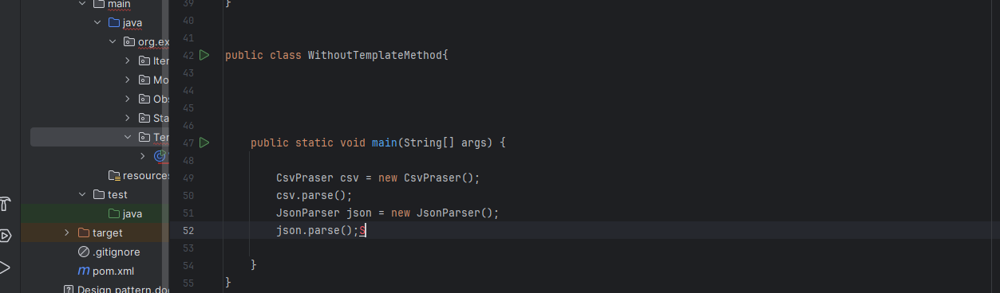 main
java
org.ex
Iter
Mo
Obs
Sta
Ter
resources
test
java
target
.gitignore
m pom.xml
Design pattern.do
39 }
40
41
42 public class WithoutTemplateMethod{
43
44
45
46
47 public static void main(String[] args) {
48
49 CsvPraser csv = new CsvPraser();
50 csv.parse();
51 JsonParser json = new JsonParser();
52 json.parse();S
53
54 }
55 }